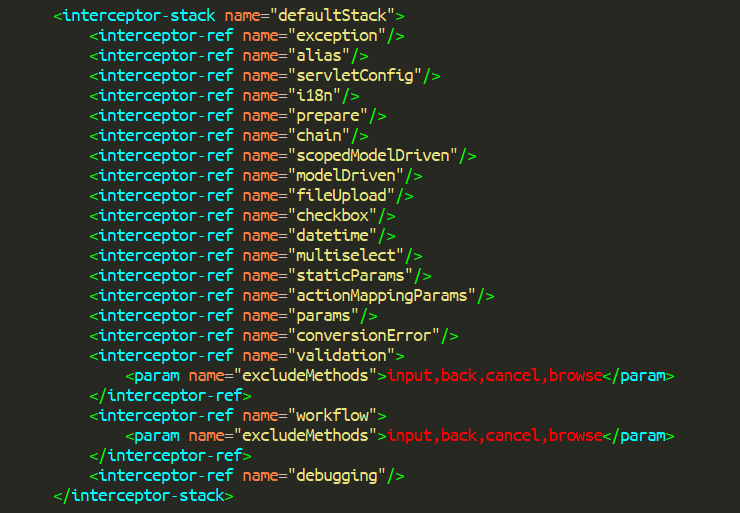 <interceptor-stack name="defaultStack">
<interceptor-ref name="exception"/>
<interceptor-ref name="alias"/>
<interceptor-ref name="servletConfig"/>
<interceptor-ref name="i18n"/>
<interceptor-ref name="prepare"/>
<interceptor-ref name="chain"/>
<interceptor-ref name="scopedModelDriven"/>
<interceptor-ref name="modelDriven"/>
<interceptor-ref name="fileUpload"/>
<interceptor-ref name="checkbox"/>
<interceptor-ref name="datetime"/>
<interceptor-ref name="multiselect"/>
<interceptor-ref name="staticParams"/>
<interceptor-ref name="actionMappingParams"/>
<interceptor-ref name="params"/>
<interceptor-ref name="conversionError"/>
<interceptor-ref name="validation">
<param name="excludeMethods">input,back,cancel,browse</param>
</interceptor-ref>
<interceptor-ref name="workflow">
<param name="excludeMethods">input,back,cancel,browse</param>
</interceptor-ref>
<interceptor-ref name="debugging"/>
</interceptor-stack>